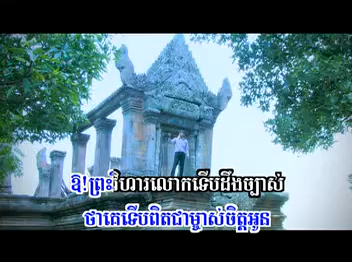 ឱ!ព្រះវិហារលោកទើបដឹងច្បាស់
ថាគេទើបពិតជាម្ចាស់ចិត្តអូន